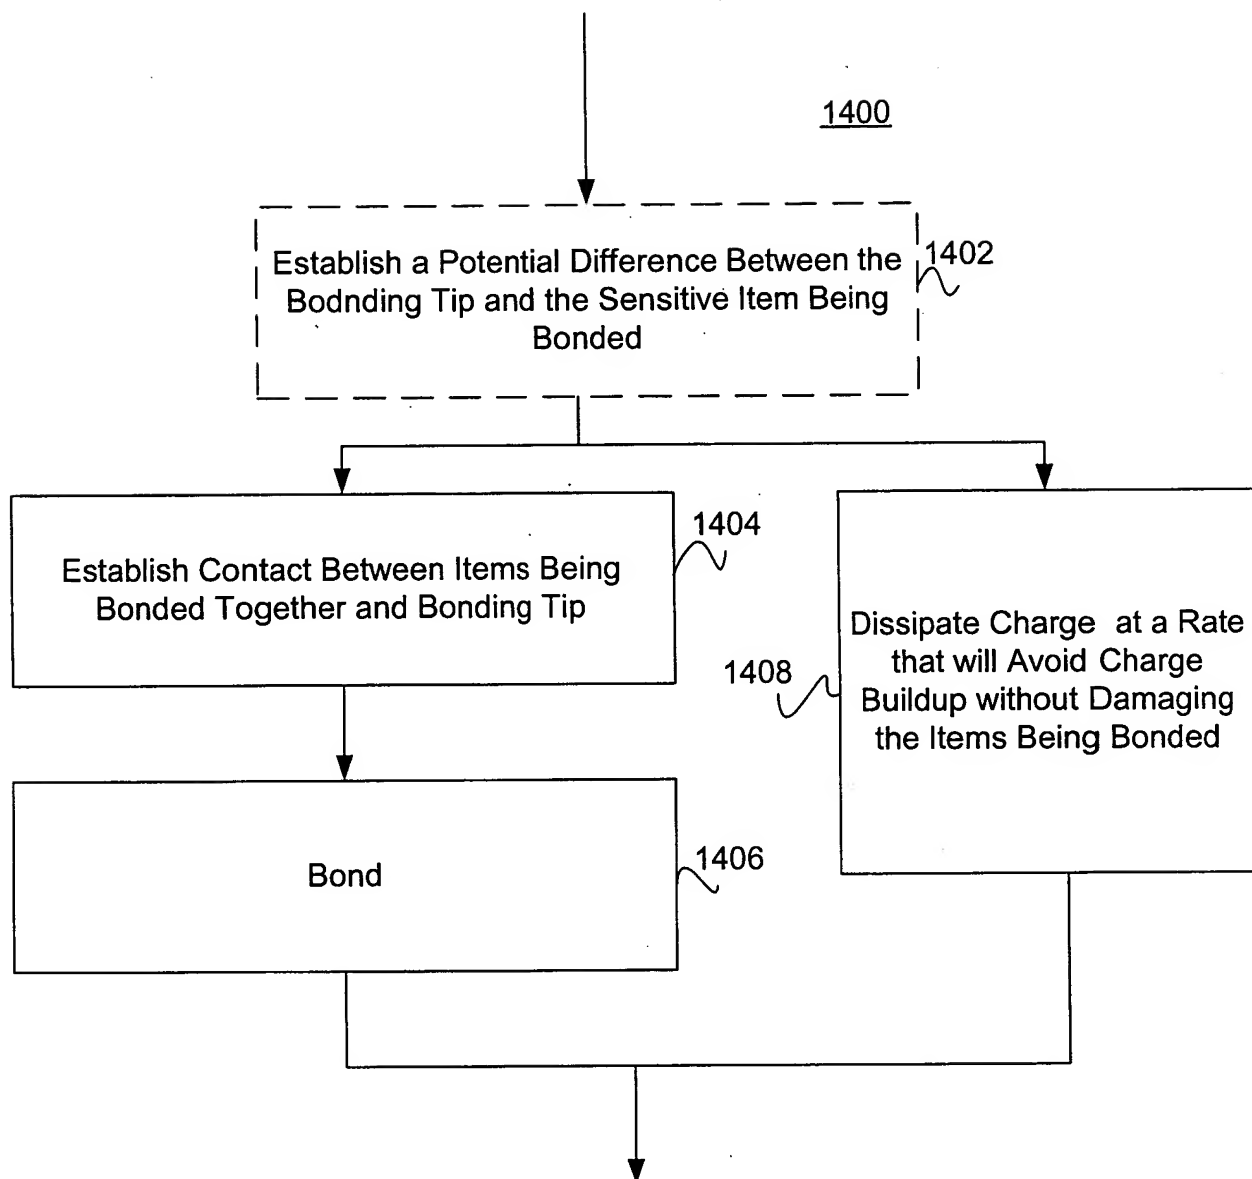 1400
Establish a Potential Difference Between the
Bodnding Tip and the Sensitive Item Being
Bonded
1402
1404
Establish Contact Between Items Being
Bonded Together and Bonding Tip
Dissipate Charge at a Rate
that will Avoid Charge
Buildup without Damaging
the Items Being Bonded
1408
Bond
1406